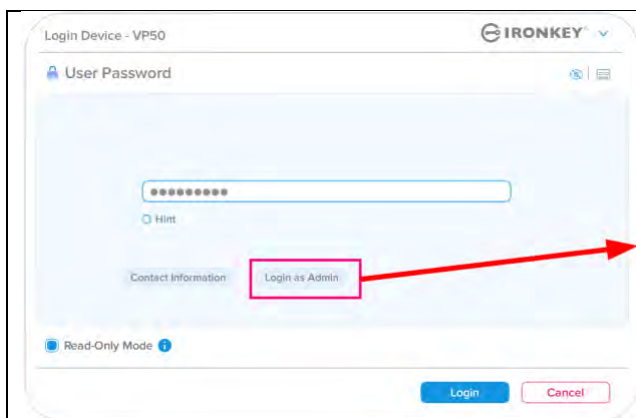 Login Device - VP50
IRONKEY
User Password
Hint
Contact Information
Login as Admin
Read-Only Mode
Login
Cancel